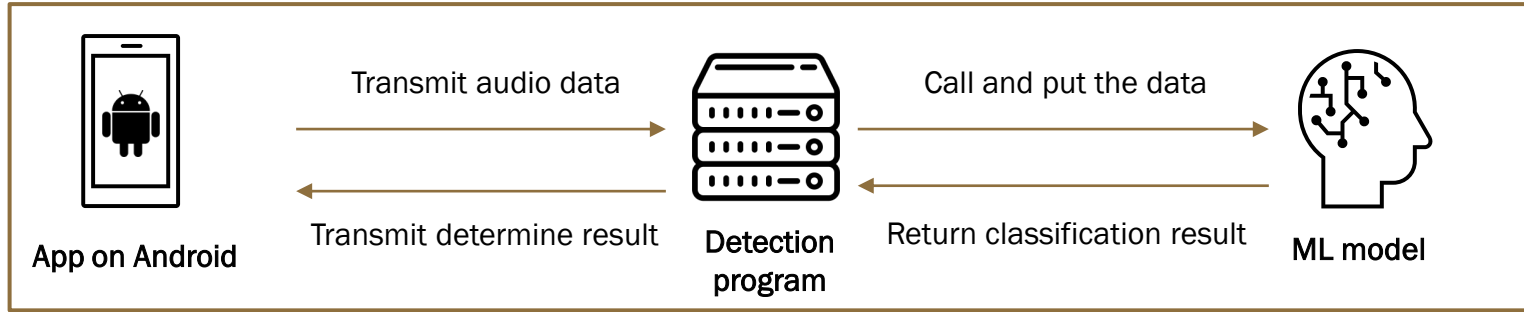 Transmit audio data
Call and put the data
Transmit determine result
Return classification result
App on Android
Detection
program
ML model